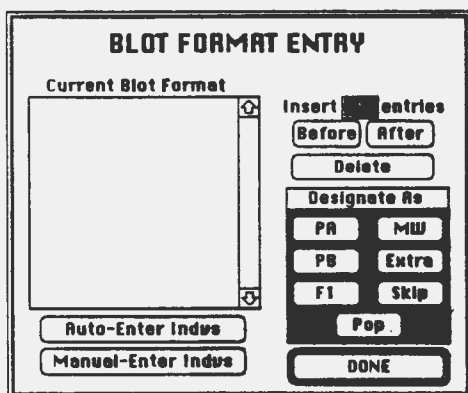 BLOT FORMAT ENTRY
Current Blot Format
Insert entries
Before After
Delete
Designate As
PA MW
PB Extra
F1 Skip
Pop
Auto-Enter Indvs
Manual-Enter Indvs
DONE